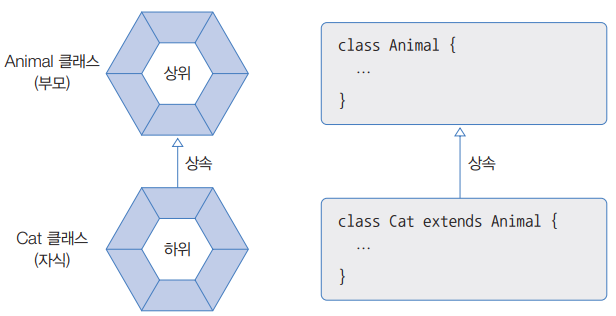 Animal 클래스
(부모)
상위
상속
Cat 클래스
(자식)
하위
class Animal {
...
}
상속
class Cat extends Animal {
...
}